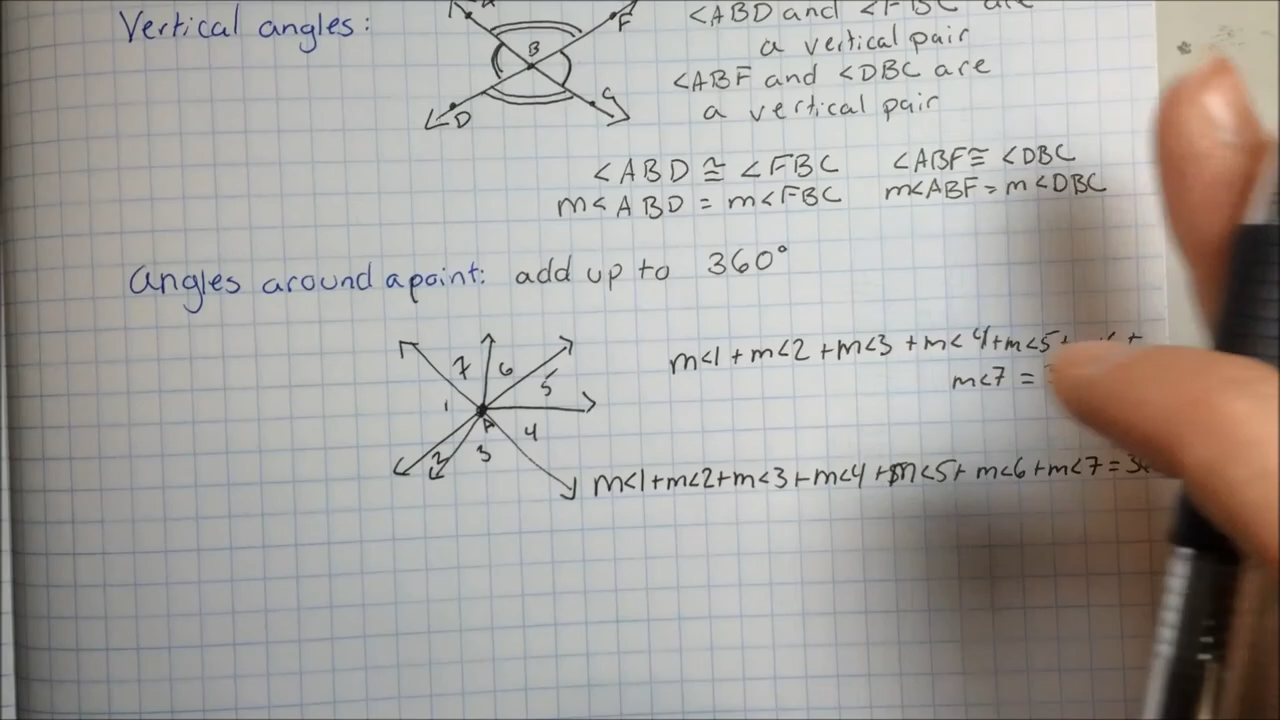 Vertical angles:
F
B
D
C
<ABD and <FBC are
a vertical pair
<ABF and <DBC are
a vertical pair
<ABD ≅ <FBC <ABF ≅ <DBC
m<ABD = m<FBC m<ABF = m<DBC
angles around a point: add up to 360°
7 6
5
1
A
4
2 3
m<1 + m<2 + m<3 + m<4 + m<5 +
m<7 =
m<1+m<2+m<3+m<4+m<5+m<6+m<7=